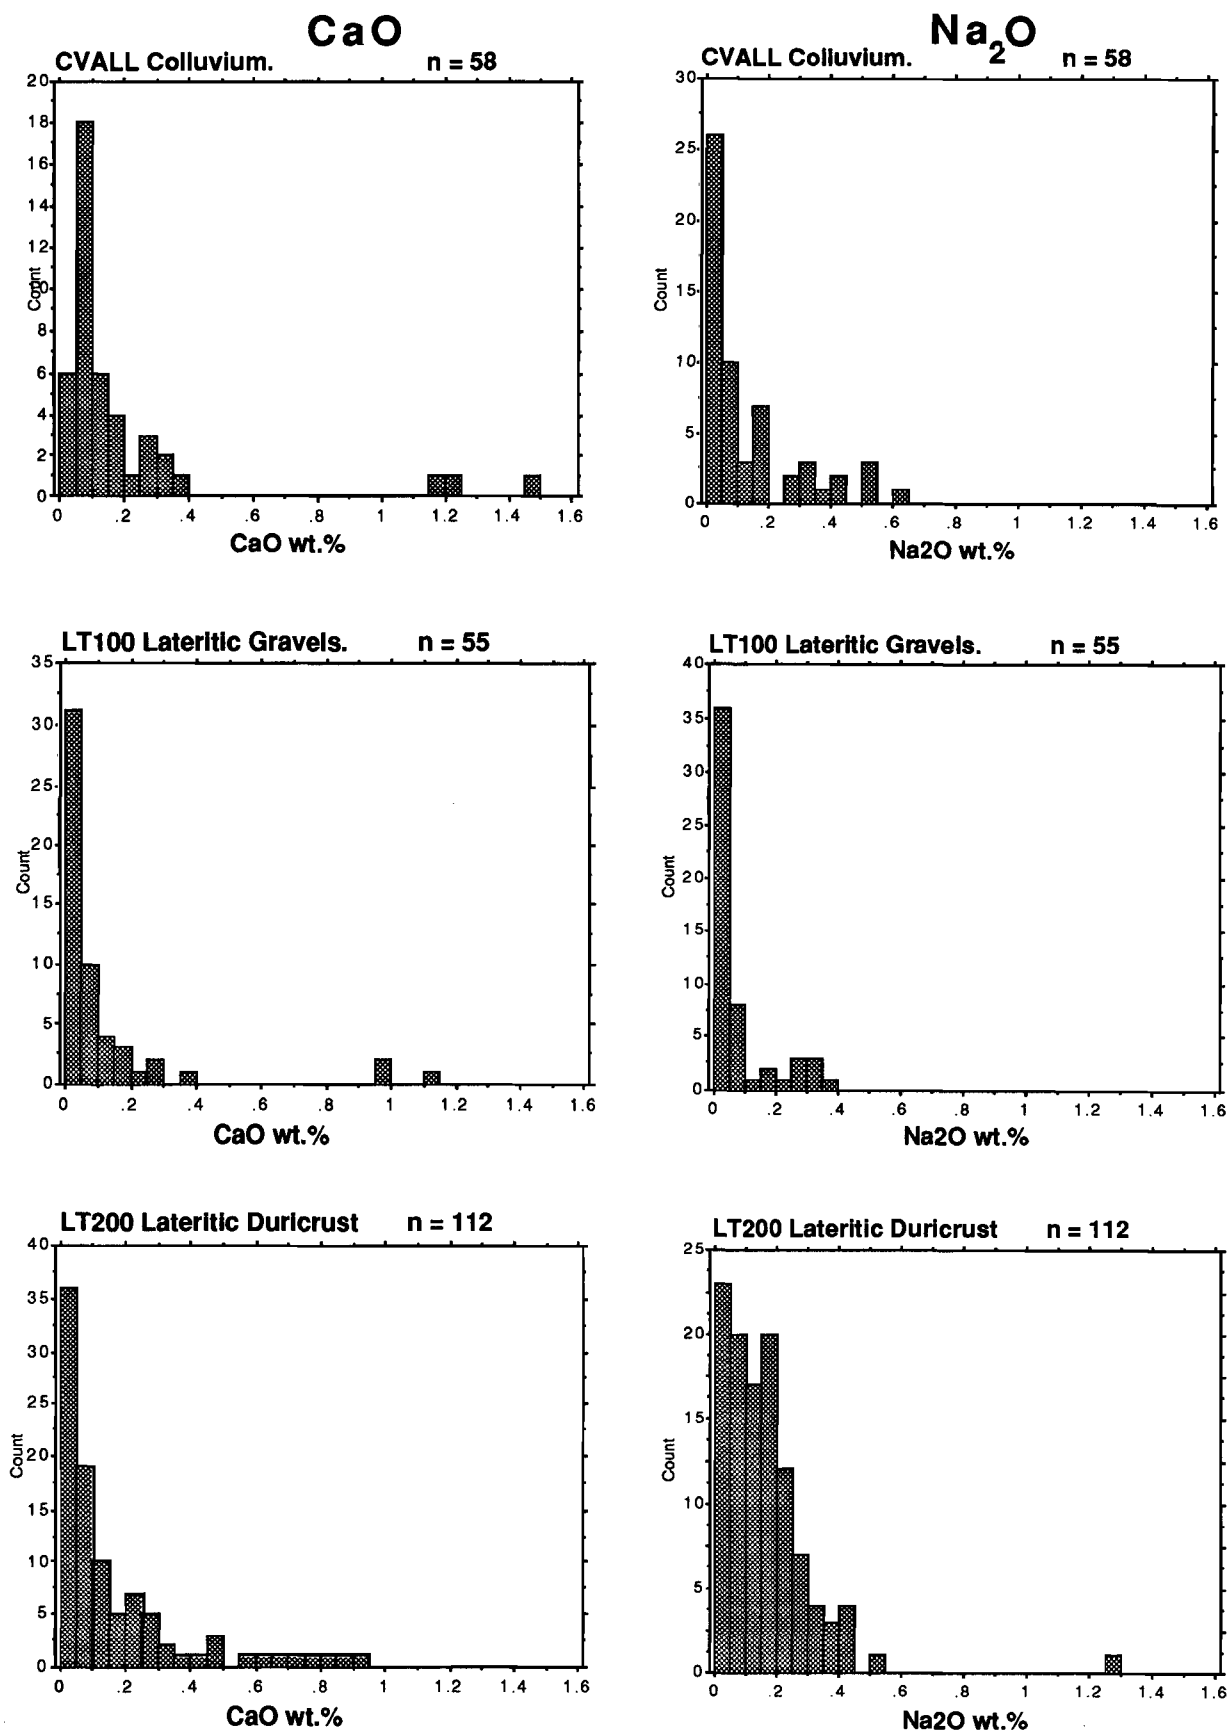 CaO
CVALL Colluvium. n = 58
20
18
16
14
12
10
8
6
4
2
0
Count
0 .2 .4 .6 .8 1 1.2 1.4 1.6
CaO wt.%
Na2O
CVALL Colluvium. n = 58
30
25
20
15
10
5
0
Count
0 .2 .4 .6 .8 1 1.2 1.4 1.6
Na2O wt.%
LT100 Lateritic Gravels. n = 55
35
30
25
20
15
10
5
0
Count
0 .2 .4 .6 .8 1 1.2 1.4 1.6
CaO wt.%
LT100 Lateritic Gravels. n = 55
40
35
30
25
20
15
10
5
0
Count
0 .2 .4 .6 .8 1 1.2 1.4 1.6
Na2O wt.%
LT200 Lateritic Duricrust n = 112
40
35
30
25
20
15
10
5
0
Count
0 .2 .4 .6 .8 1 1.2 1.4 1.6
CaO wt.%
LT200 Lateritic Duricrust n = 112
25
20
15
10
5
0
Count
0 .2 .4 .6 .8 1 1.2 1.4 1.6
Na2O wt.%